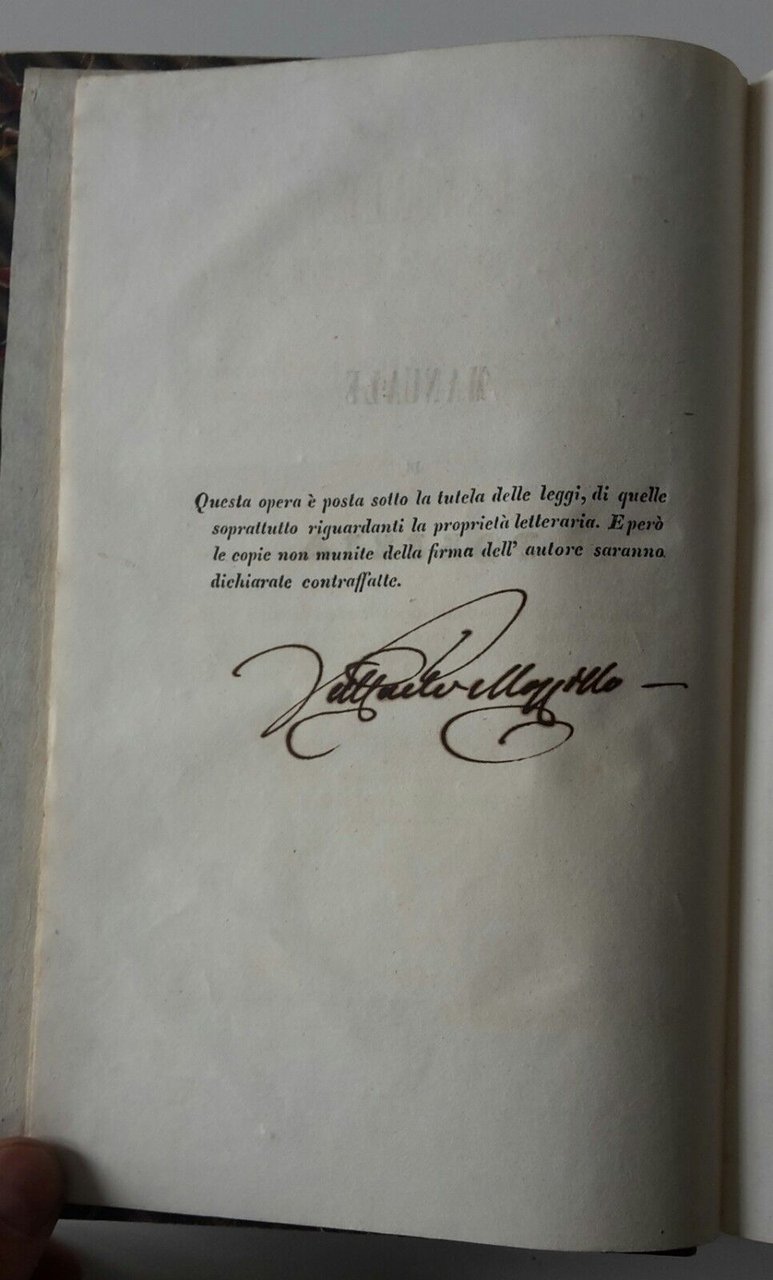 MANUALE
Questa opera è posta sotto la tutela delle leggi, di quelle
soprattutto riguardanti la proprietà letteraria. E però
le copie non munite della firma dell' autore saranno
dichiarate contraffatte.